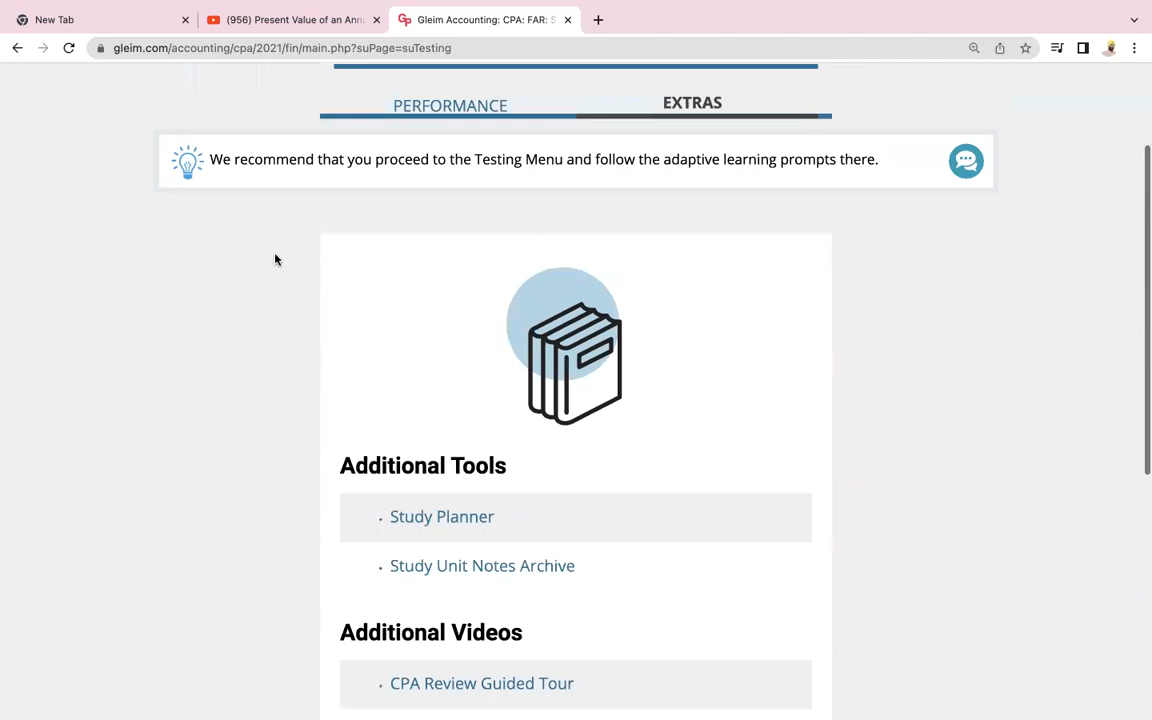 New Tab
(956) Present Value of an Ann
Gleim Accounting: CPA: FAR: S
gleim.com/accounting/cpa/2021/fin/main.php?suPage=suTesting
PERFORMANCE
EXTRAS
We recommend that you proceed to the Testing Menu and follow the adaptive learning prompts there.
Additional Tools
• Study Planner
• Study Unit Notes Archive
Additional Videos
• CPA Review Guided Tour